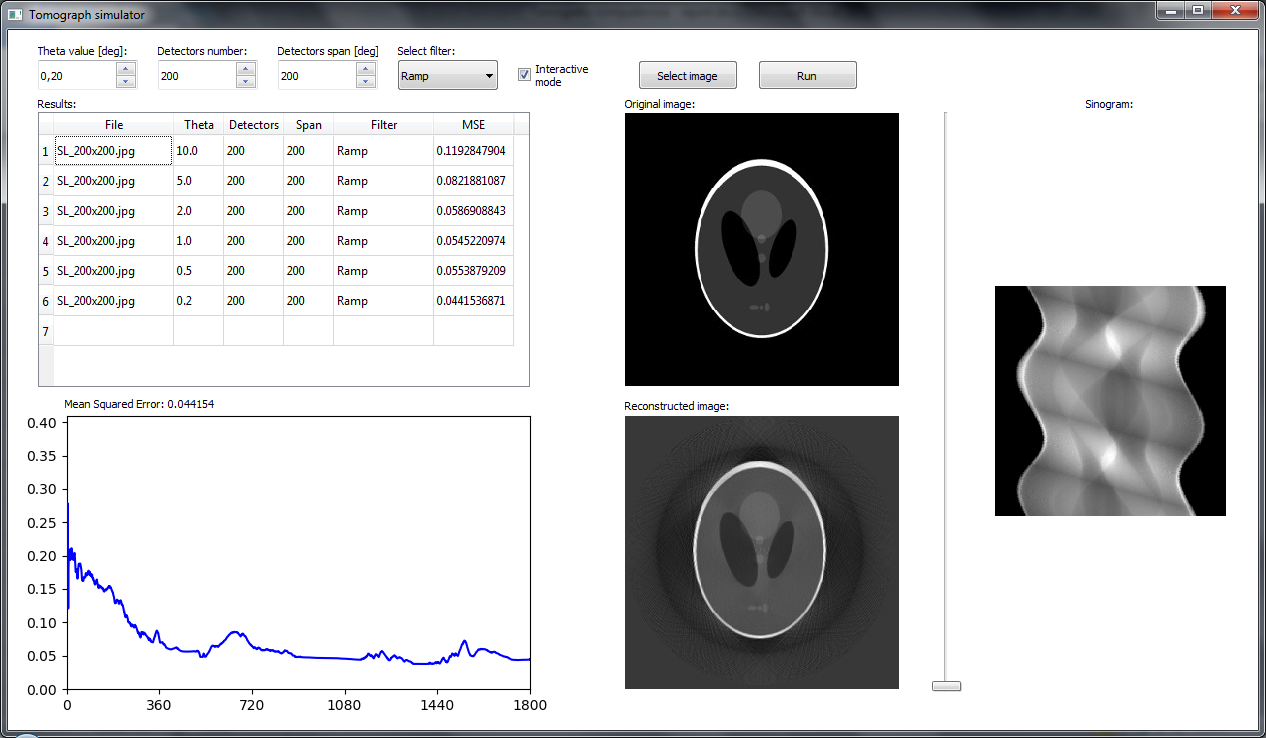 Tomograph simulator
Theta value [deg]: Detectors number: Detectors span [deg] Select filter:
0,20 200 200 Ramp Interactive mode Select image Run
Results: Original image: Sinogram:
File Theta Detectors Span Filter MSE
1 SL_200x200.jpg 10.0 200 200 Ramp 0.1192847904
2 SL_200x200.jpg 5.0 200 200 Ramp 0.0821881087
3 SL_200x200.jpg 2.0 200 200 Ramp 0.0586908843
4 SL_200x200.jpg 1.0 200 200 Ramp 0.0545220974
5 SL_200x200.jpg 0.5 200 200 Ramp 0.0553879209
6 SL_200x200.jpg 0.2 200 200 Ramp 0.0441536871
7
Mean Squared Error: 0.044154 Reconstructed image:
0.40
0.35
0.30
0.25
0.20
0.15
0.10
0.05
0.00
0 360 720 1080 1440 1800